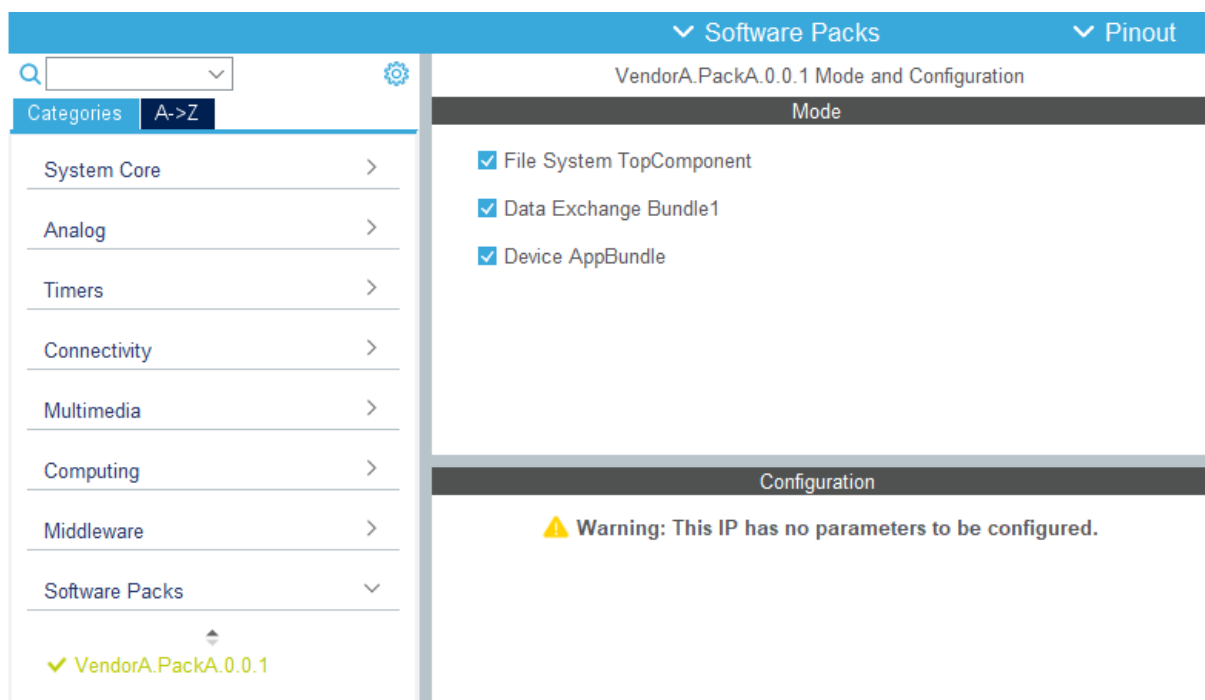 Software Packs
Pinout
VendorA.PackA.0.0.1 Mode and Configuration
Categories
A->Z
Mode
System Core
File System TopComponent
Data Exchange Bundle1
Analog
Device AppBundle
Timers
Connectivity
Multimedia
Computing
Configuration
Middleware
Warning: This IP has no parameters to be configured.
Software Packs
VendorA.PackA.0.0.1